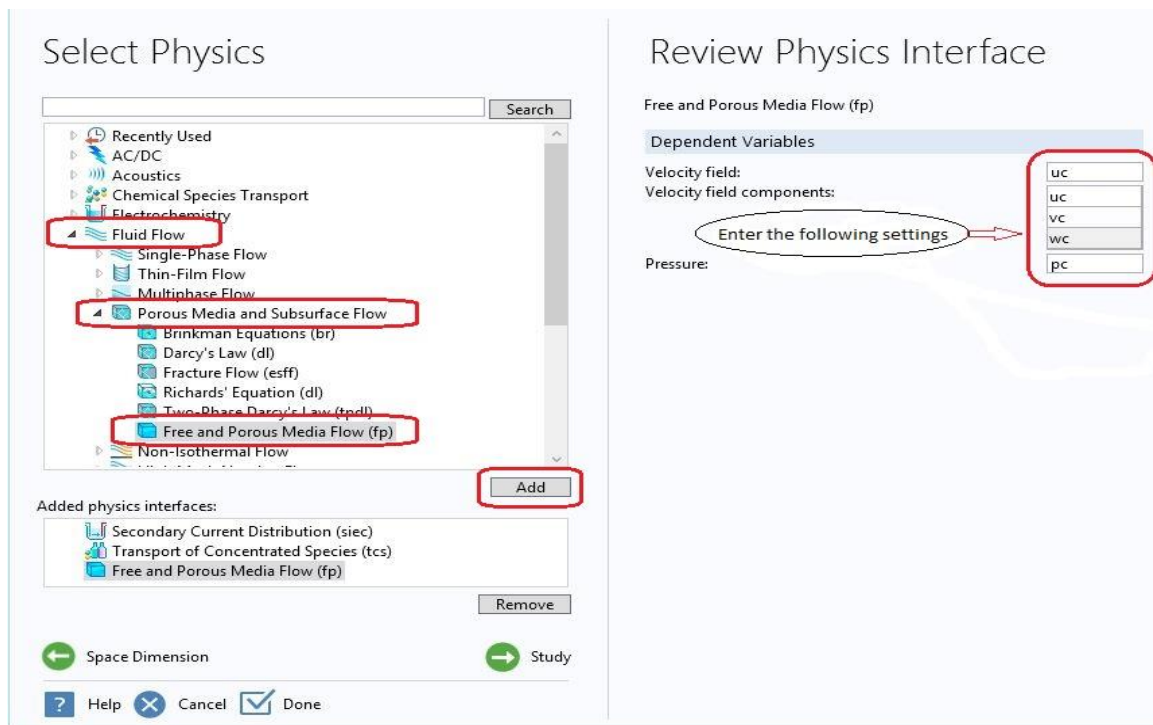 Select Physics
Search
Recently Used
AC/DC
Acoustics
Chemical Species Transport
Electrochemistry
Fluid Flow
Single-Phase Flow
Thin-Film Flow
Multiphase Flow
Porous Media and Subsurface Flow
Brinkman Equations (br)
Darcy's Law (dl)
Fracture Flow (esff)
Richards' Equation (dl)
Two-Phase Darcy's Law (tpdl)
Free and Porous Media Flow (fp)
Non-Isothermal Flow
Add
Added physics interfaces:
Secondary Current Distribution (siec)
Transport of Concentrated Species (tcs)
Free and Porous Media Flow (fp)
Remove
Space Dimension
Study
? Help Cancel Done
Review Physics Interface
Free and Porous Media Flow (fp)
Dependent Variables
Velocity field: uc
Velocity field components: uc
vc
Enter the following settings wc
Pressure: pc